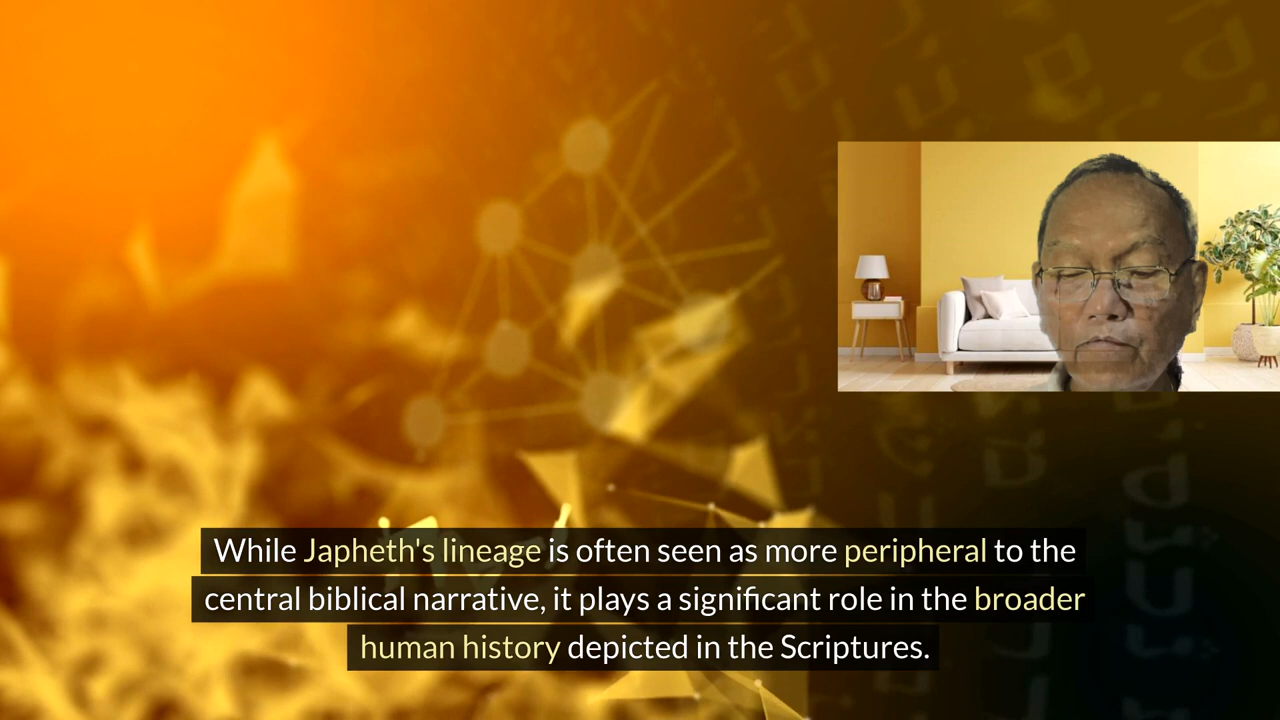 While Japheth's lineage is often seen as more peripheral to the
central biblical narrative, it plays a significant role in the broader
human history depicted in the Scriptures.